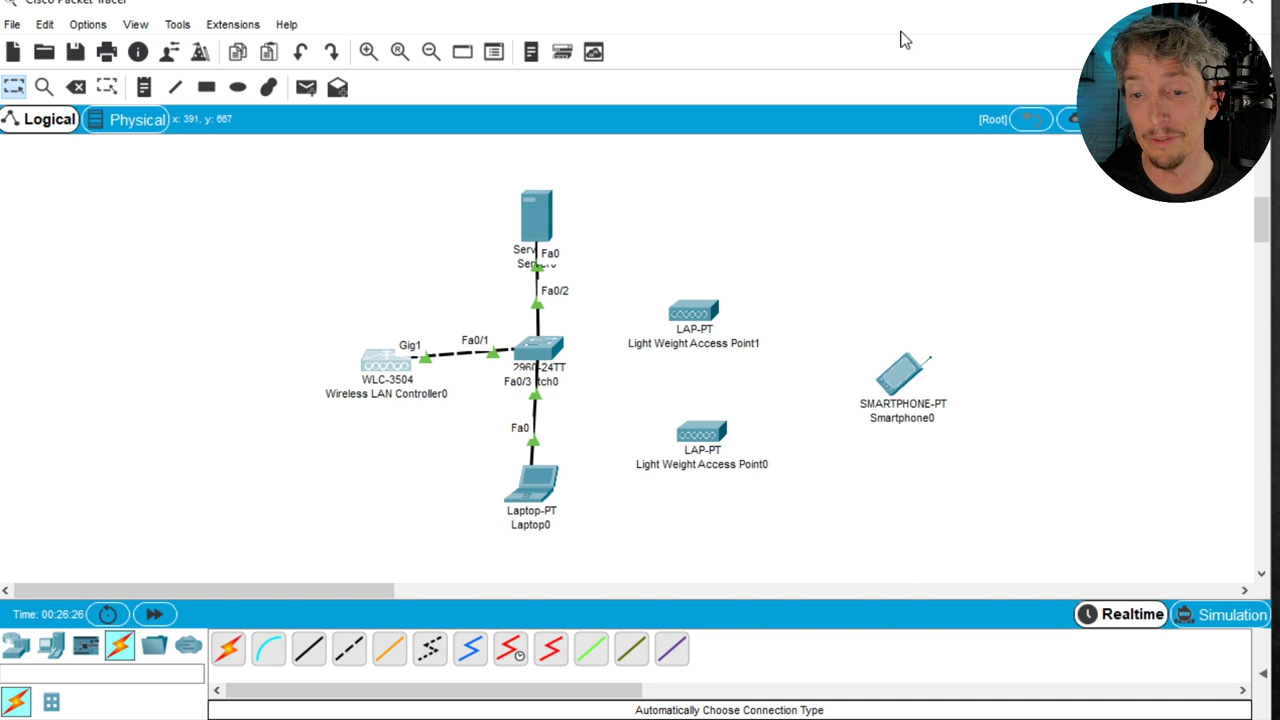 Cisco Packet Tracer
File Edit Options View Tools Extensions Help
Logical
Physical
x: 391, y: 667
[Root]
Fa0
Fa0/2
LAP-PT
Light Weight Access Point1
Gig1
Fa0/1
WLC-3504
Wireless LAN Controller0
2960-24TT
Fa0/3
SMARTPHONE-PT
Smartphone0
Fa0
LAP-PT
Light Weight Access Point0
Laptop-PT
Laptop0
Time: 00:26:26
Realtime
Simulation
Automatically Choose Connection Type